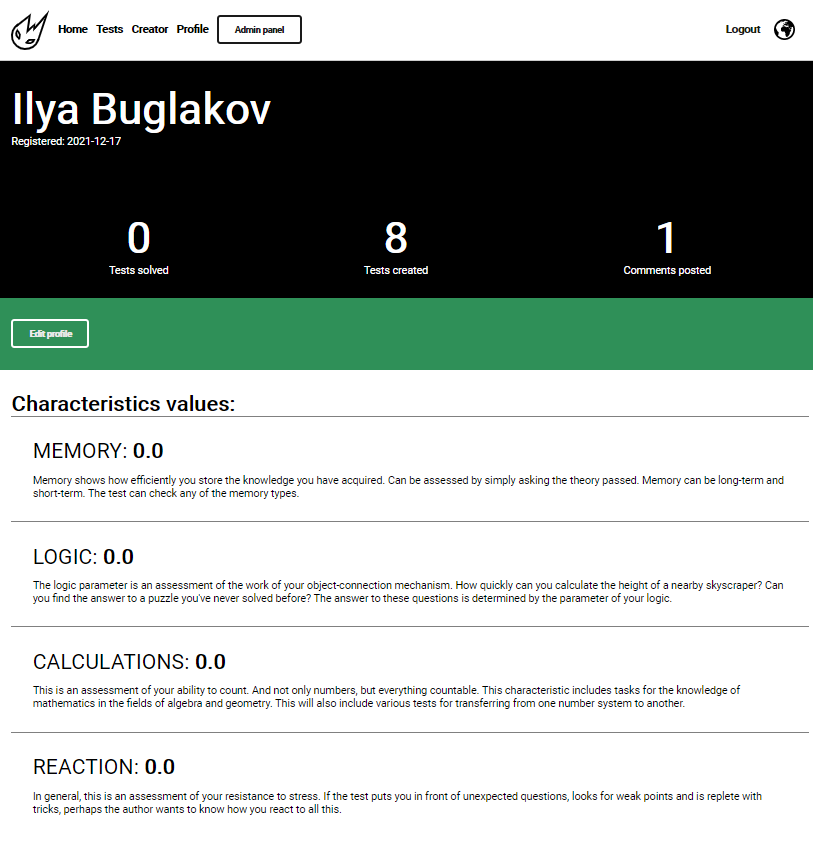 Home Tests Creator Profile Admin panel Logout
Ilya Buglakov
Registered: 2021-12-17
0 8 1
Tests solved Tests created Comments posted
Edit profile
Characteristics values:
MEMORY: 0.0
Memory shows how efficiently you store the knowledge you have acquired. Can be assessed by simply asking the theory passed. Memory can be long-term and
short-term. The test can check any of the memory types.
LOGIC: 0.0
The logic parameter is an assessment of the work of your object-connection mechanism. How quickly can you calculate the height of a nearby skyscraper? Can
you find the answer to a puzzle you've never solved before? The answer to these questions is determined by the parameter of your logic.
CALCULATIONS: 0.0
This is an assessment of your ability to count. And not only numbers, but everything countable. This characteristic includes tasks for the knowledge of
mathematics in the fields of algebra and geometry. This will also include various tests for transferring from one number system to another.
REACTION: 0.0
In general, this is an assessment of your resistance to stress. If the test puts you in front of unexpected questions, looks for weak points and is replete with
tricks, perhaps the author wants to know how you react to all this.